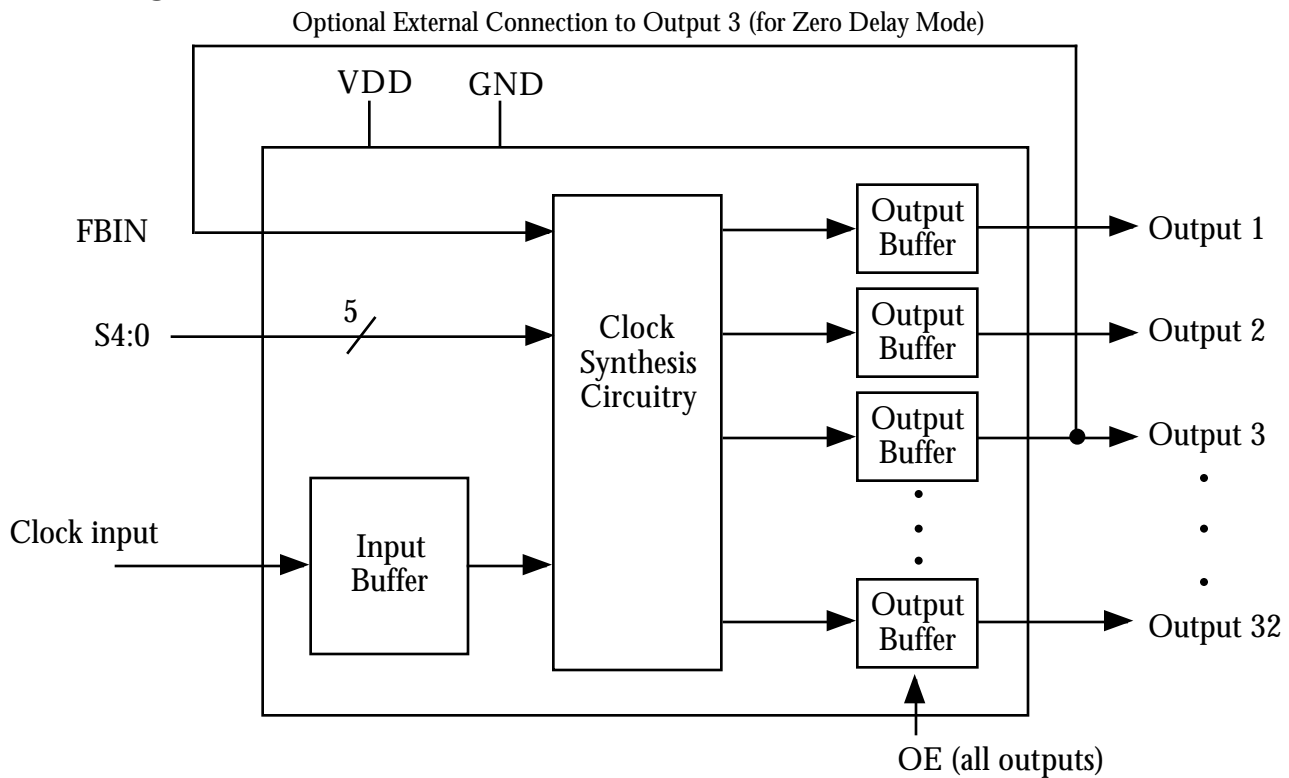 Optional External Connection to Output 3 (for Zero Delay Mode)
VDD
GND
FBIN
S4:0
5
Clock input
Input
Buffer
Clock
Synthesis
Circuitry
Output
Buffer
Output
Buffer
Output
Buffer
Output
Buffer
Output 1
Output 2
Output 3
Output 32
OE (all outputs)